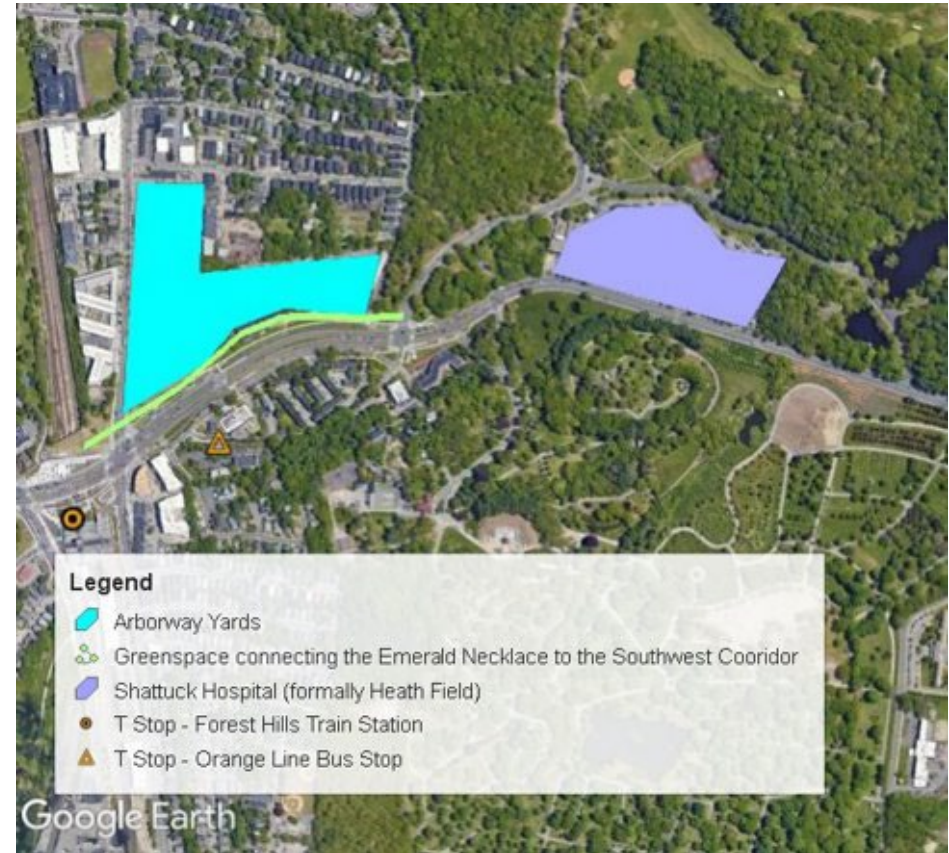 Legend
Arborway Yards
Greenspace connecting the Emerald Necklace to the Southwest Cooridor
Shattuck Hospital (formally Heath Field)
T Stop - Forest Hills Train Station
T Stop - Orange Line Bus Stop
Google Earth